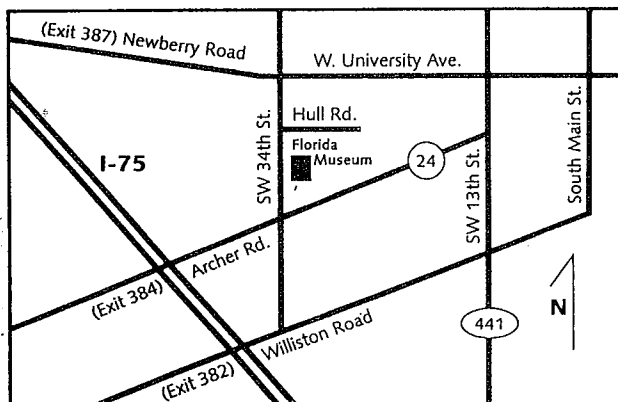 (Exit 387) Newberry Road
W. University Ave.
Hull Rd.
Florida
Museum
24
I-75
SW 34th St.
SW 13th St.
South Main St.
Archer Rd.
(Exit 384)
N
441
Williston Road
(Exit 382)